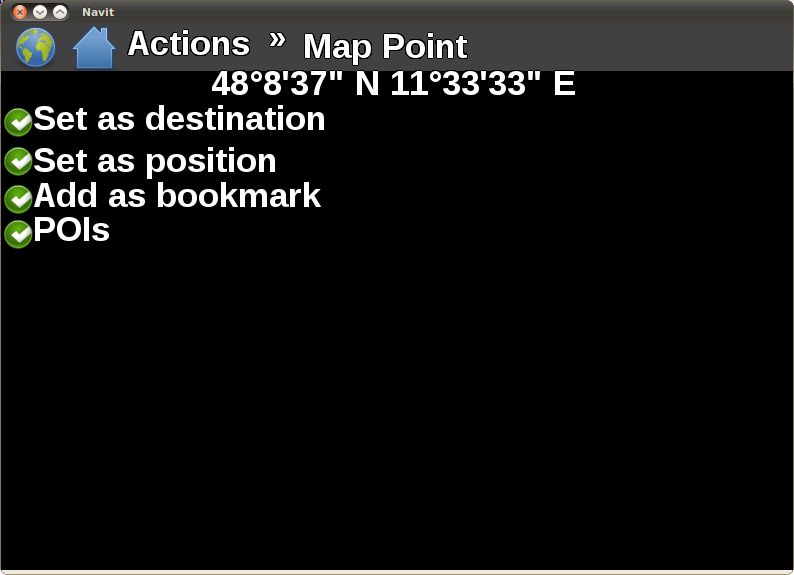 Navit
Actions » Map Point
48°8'37" N 11°33'33" E
Set as destination
Set as position
Add as bookmark
POIs